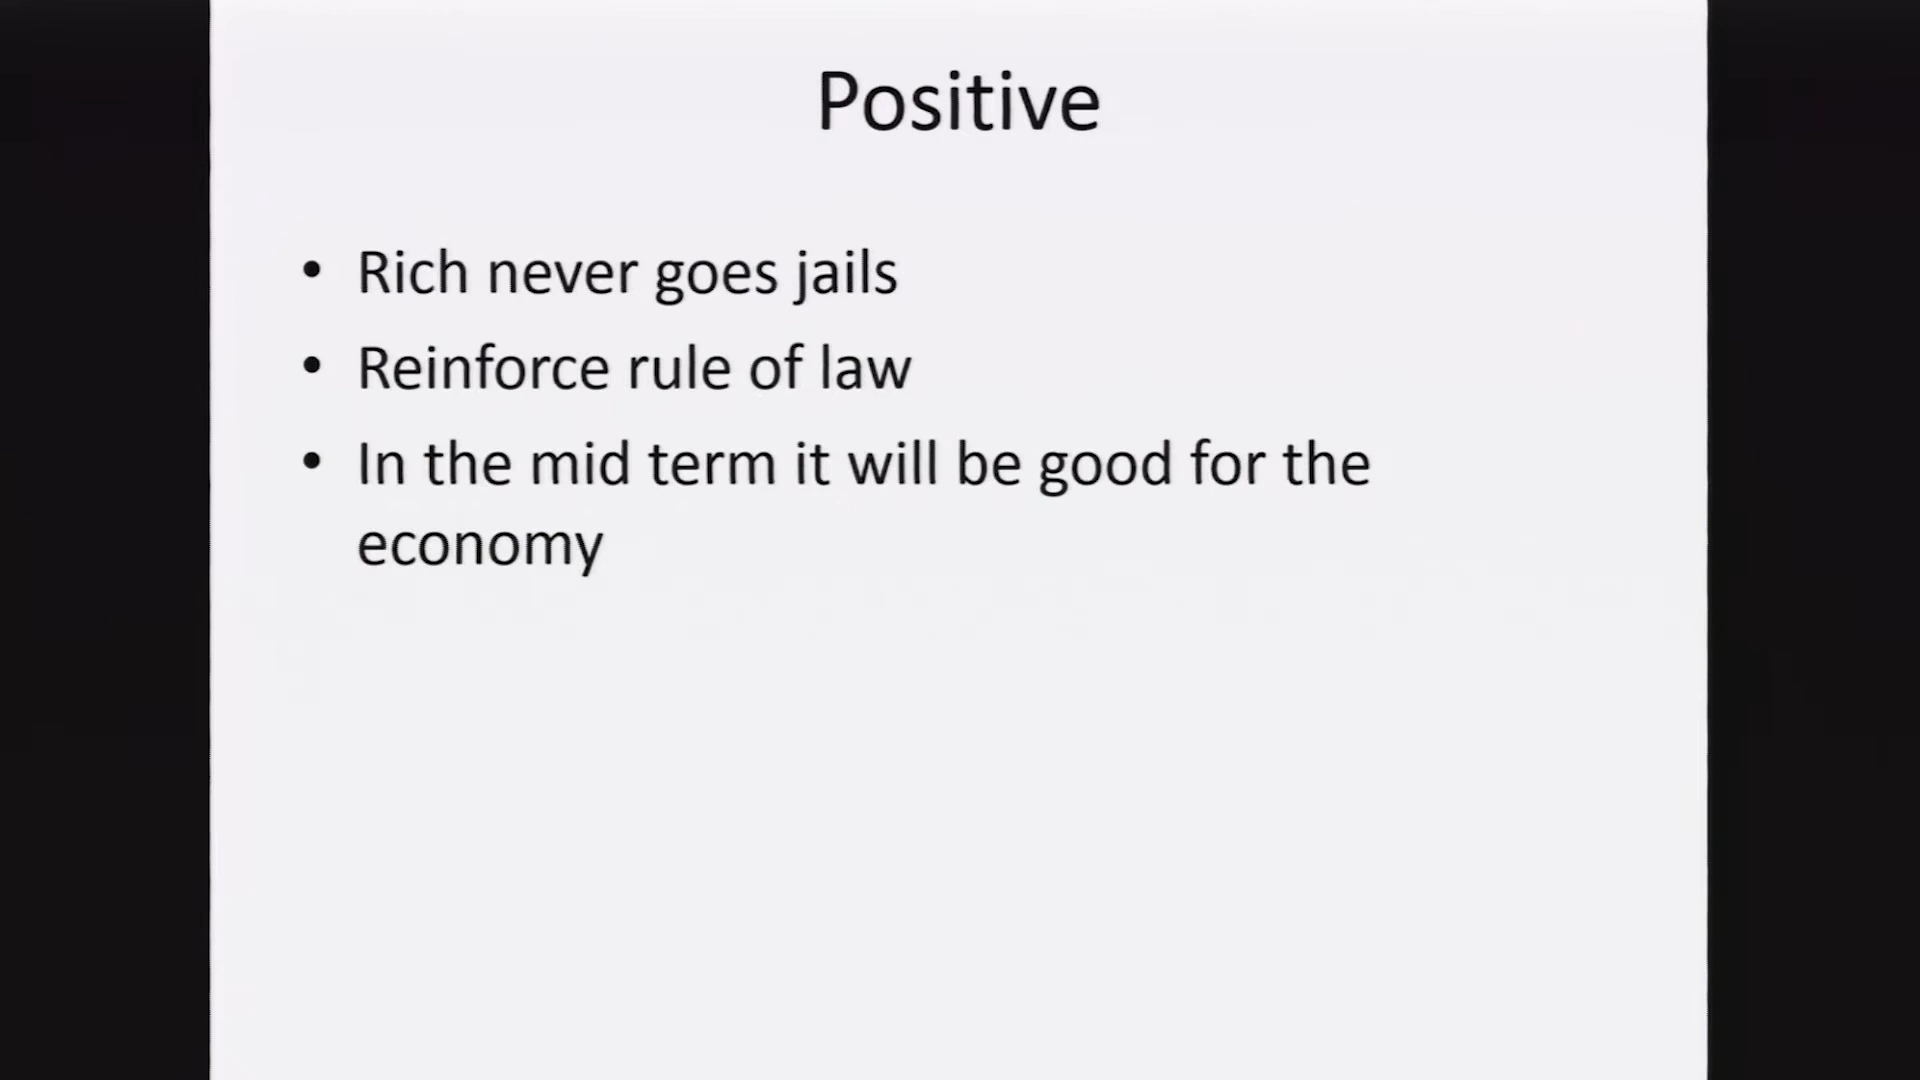 Positive
• Rich never goes jails
• Reinforce rule of law
• In the mid term it will be good for the
economy